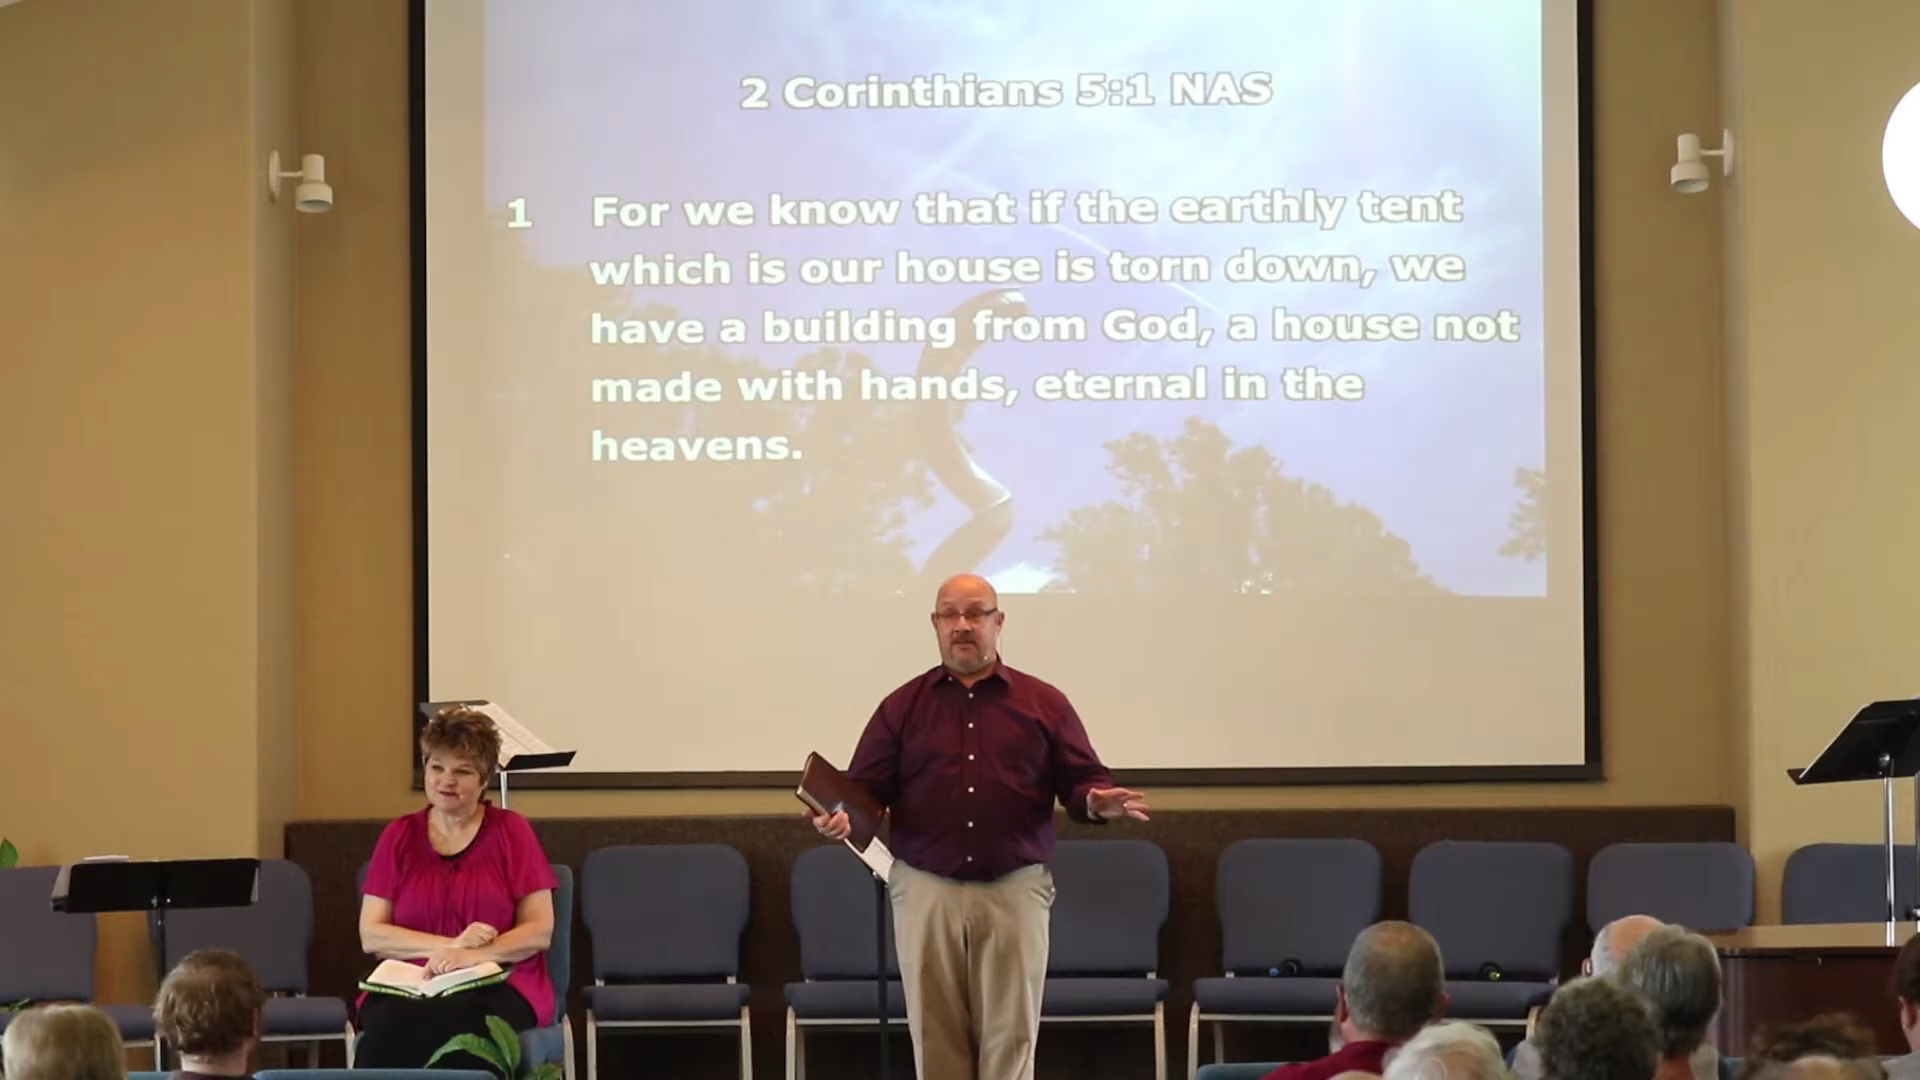 2 Corinthians 5:1 NAS
1 For we know that if the earthly tent
which is our house is torn down, we
have a building from God, a house not
made with hands, eternal in the
heavens.